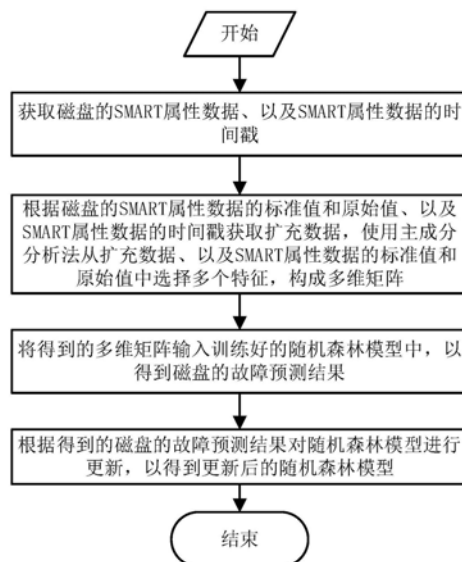 开始
获取磁盘的SMART属性数据、以及SMART属性数据的时
间戳
根据磁盘的SMART属性数据的标准值和原始值、以及
SMART属性数据的时间戳获取扩充数据，使用主成分
分析法从扩充数据、以及SMART属性数据的标准值和
原始值中选择多个特征，构成多维矩阵
将得到的多维矩阵输入训练好的随机森林模型中，以
得到磁盘的故障预测结果
根据得到的磁盘的故障预测结果对随机森林模型进行
更新，以得到更新后的随机森林模型
结束